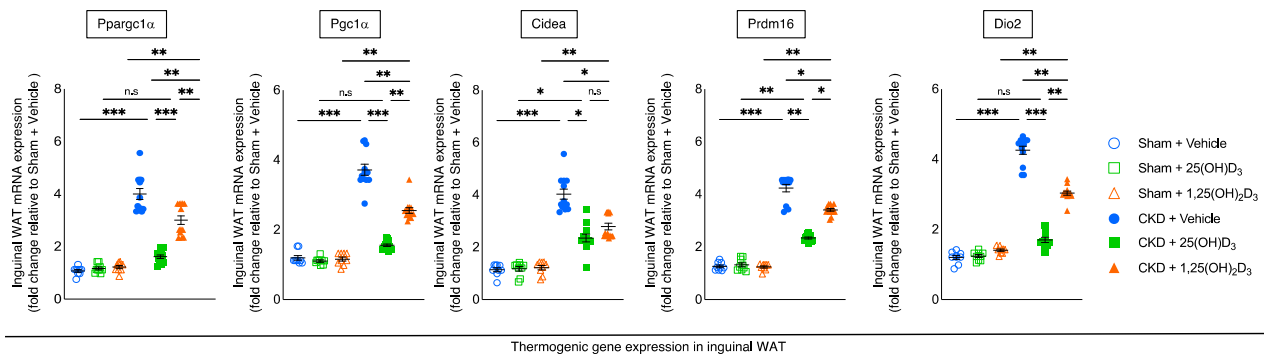 Ppargc1α
Inguinal WAT mRNA expression
(fold change relative to Sham + Vehicle )
8
6
4
2
0
**
**
n.s **
*** ***
Pgc1α
Inguinal WAT mRNA expression
(fold change relative to Sham + Vehicle )
6
4
2
0
**
**
n.s **
*** ***
Cidea
Inguinal WAT mRNA expression
(fold change relative to Sham + Vehicle )
8
6
4
2
0
**
*
* n.s
*** *
Prdm16
Inguinal WAT mRNA expression
(fold change relative to Sham + Vehicle )
6
4
2
0
**
*
** *
*** **
Dio2
Inguinal WAT mRNA expression
(fold change relative to Sham + Vehicle )
6
4
2
0
**
**
n.s **
*** ***
Sham + Vehicle
Sham + 25(OH)D₃
Sham + 1,25(OH)₂D₃
CKD + Vehicle
CKD + 25(OH)D₃
CKD + 1,25(OH)₂D₃
Thermogenic gene expression in inguinal WAT